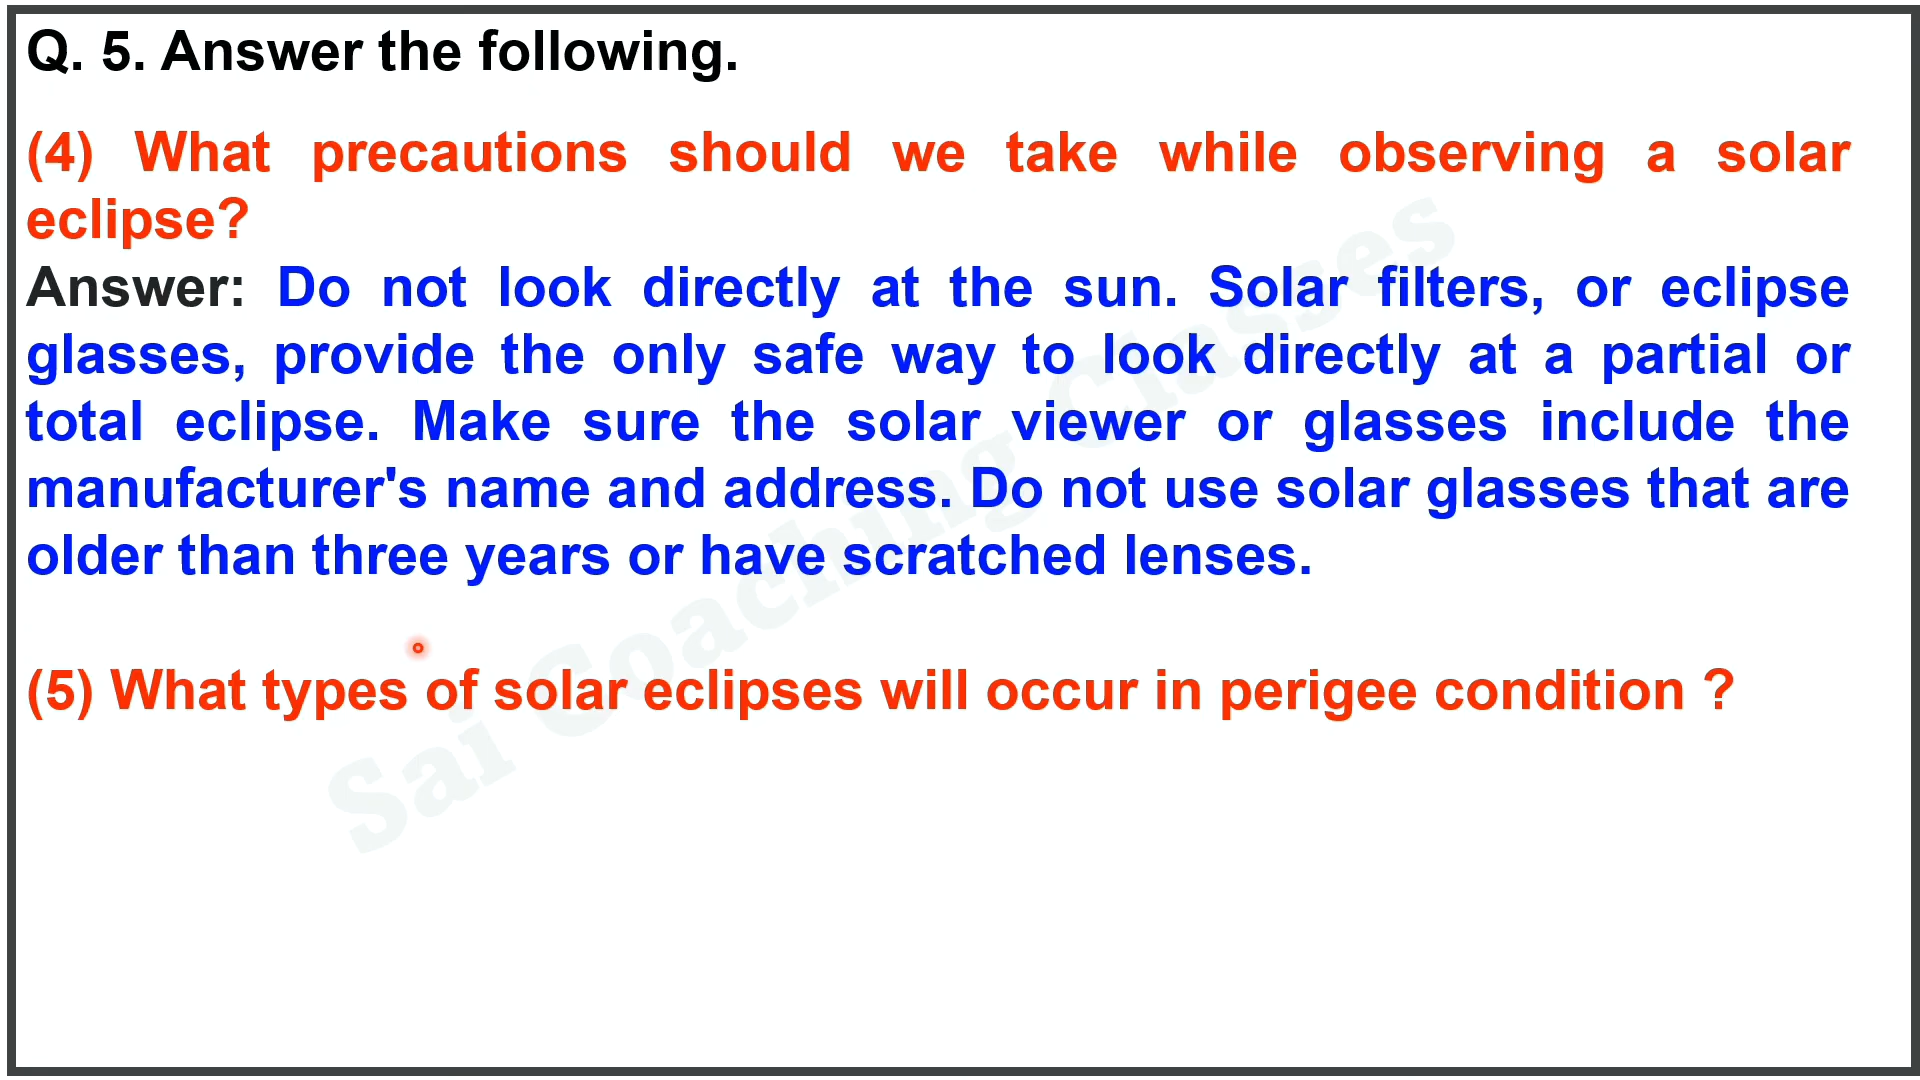 Q. 5. Answer the following.
(4) What precautions should we take while observing a solar
eclipse?
Answer: Do not look directly at the sun. Solar filters, or eclipse
glasses, provide the only safe way to look directly at a partial or
total eclipse. Make sure the solar viewer or glasses include the
manufacturer's name and address. Do not use solar glasses that are
older than three years or have scratched lenses.
(5) What types of solar eclipses will occur in perigee condition ?
Sai Coaching Classes